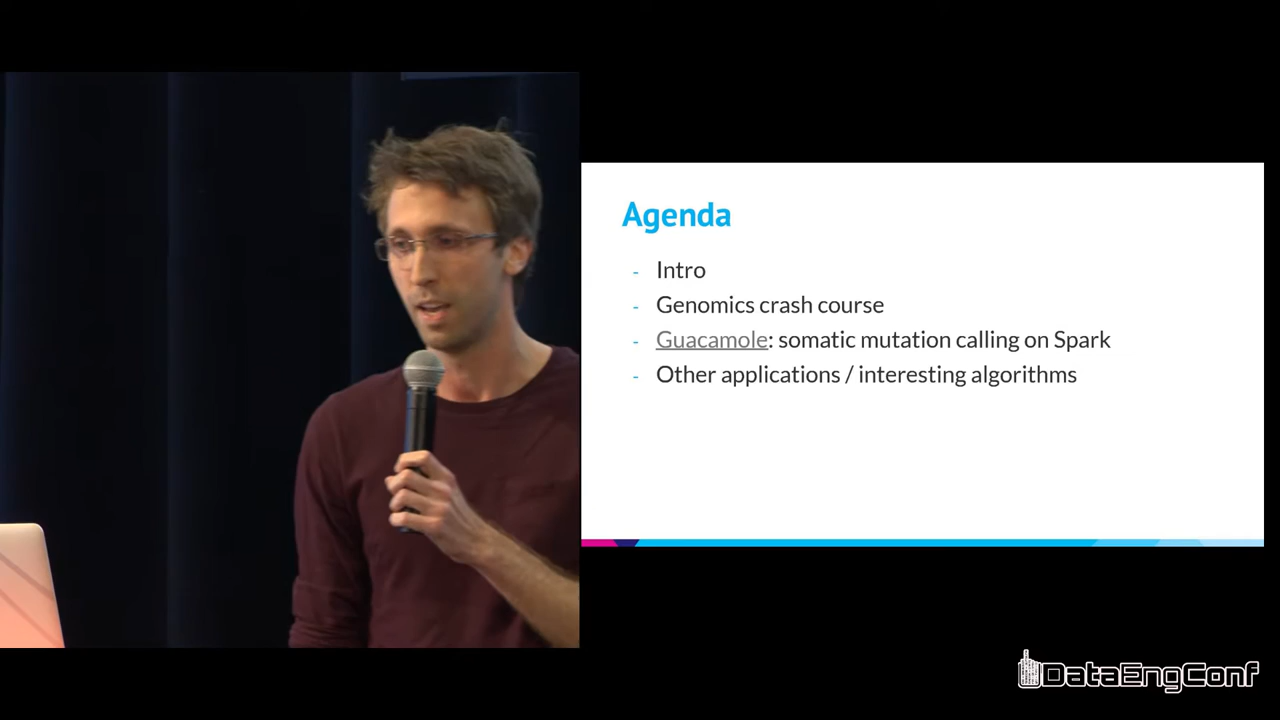 Agenda
- Intro
- Genomics crash course
- Guacamole: somatic mutation calling on Spark
- Other applications / interesting algorithms
DataEngConf